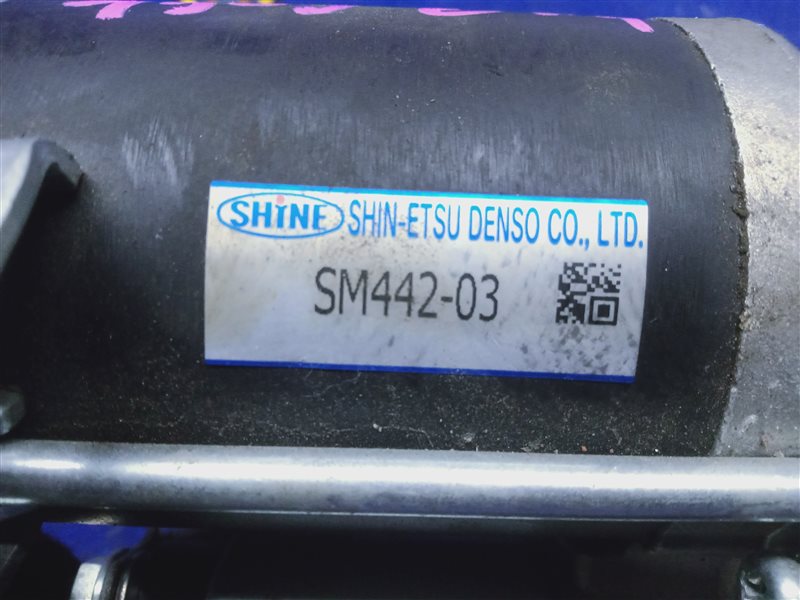 SHiNE SHIN-ETSU DENSO CO., LTD.
SM442-03